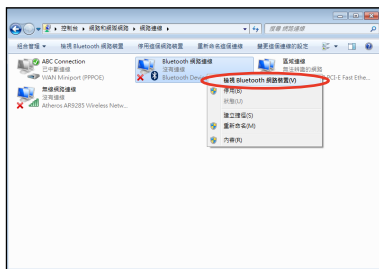 控制台 ▸ 網路和網際網路 ▸ 網路連線 ▸
搜尋 網路連線
組合管理 ▾ 檢視 Bluetooth 網路裝置 停用這個網路裝置 重新命名這個連線 變更這個連線的設定
ABC Connection
已中斷連線
WAN Miniport (PPPOE)
Bluetooth 網路連線
沒有連線
Bluetooth Devi
區域連線
無法辨識的網路
PCI-E Fast Ethe...
無線網路連線
沒有連線
Atheros AR9285 Wireless Netw...
檢視 Bluetooth 網路裝置(V)
停用(B)
狀態(U)
建立捷徑(S)
重新命名(M)
內容(R)